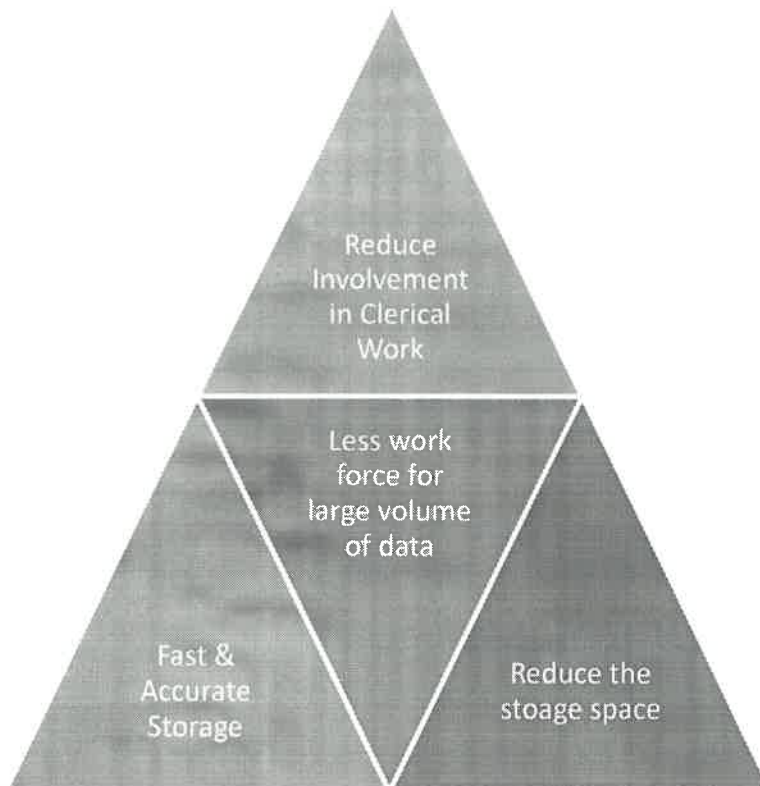 Reduce
Involvement
in Clerical
Work
Less work
force for
large volume
of data
Fast &
Accurate
Storage
Reduce the
stoage space